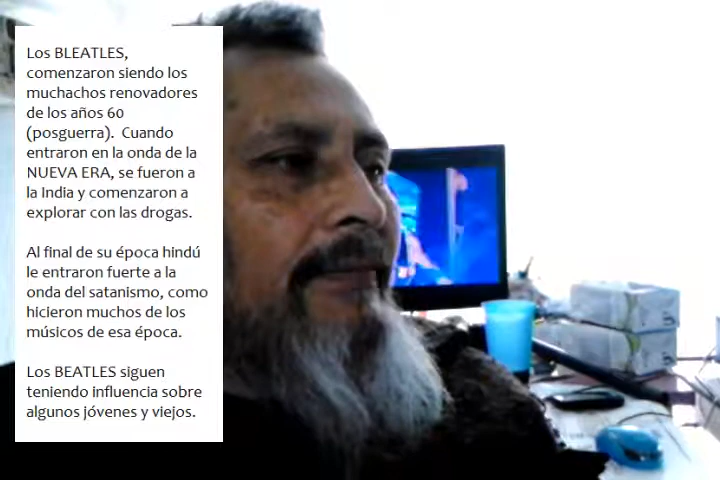 Los BLEATLES,
comenzaron siendo los
muchachos renovadores
de los años 60
(posguerra).  Cuando
entraron en la onda de la
NUEVA ERA, se fueron a
la India y comenzaron a
explorar con las drogas.
Al final de su época hindú
le entraron fuerte a la
onda del satanismo, como
hicieron muchos de los
músicos de esa época.
Los BEATLES siguen
teniendo influencia sobre
algunos jóvenes y viejos.